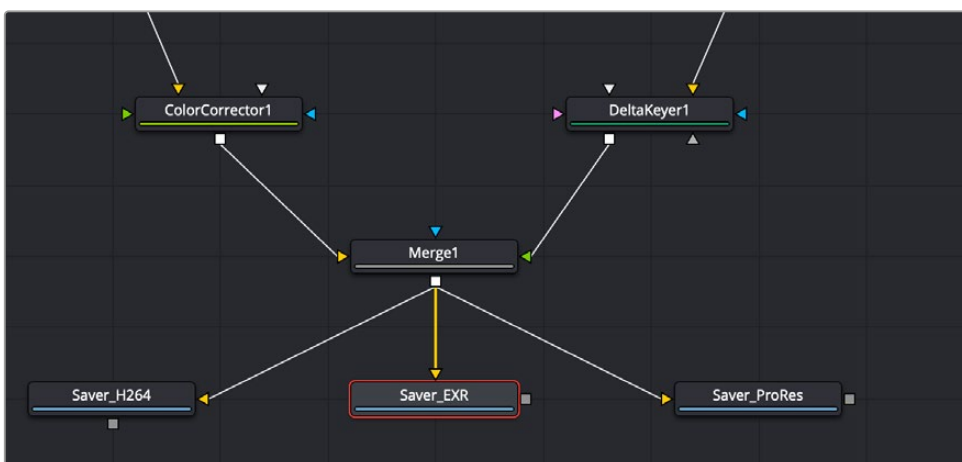 ColorCorrector1
DeltaKeyer1
Merge1
Saver_H264
Saver_EXR
Saver_ProRes